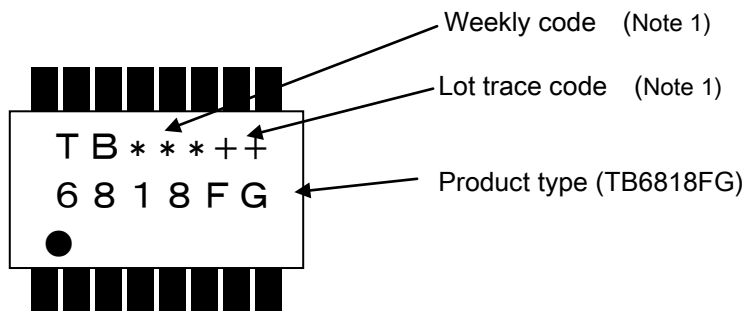 Weekly code (Note 1)
Lot trace code (Note 1)
TB***++
6818FG
Product type (TB6818FG)